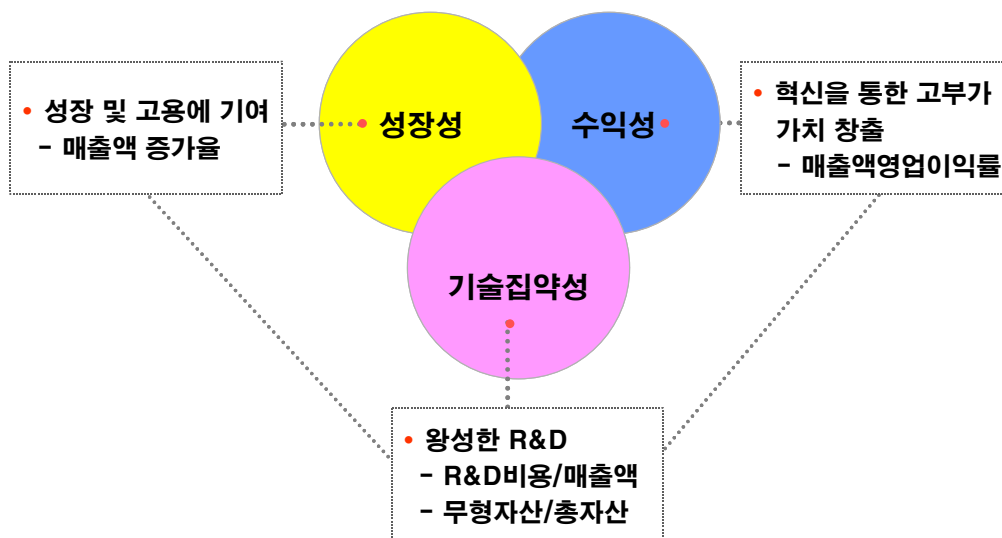 • 성장 및 고용에 기여
- 매출액 증가율
성장성
수익성
• 혁신을 통한 고부가
가치 창출
- 매출액영업이익률
기술집약성
• 왕성한 R&D
- R&D비용/매출액
- 무형자산/총자산